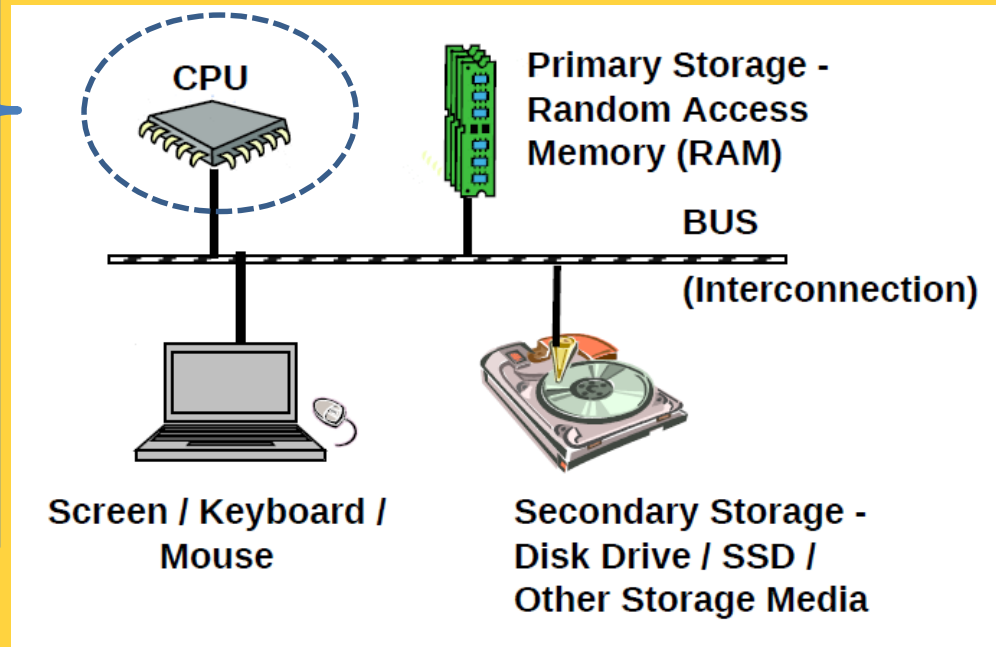 CPU
Primary Storage -
Random Access
Memory (RAM)
BUS
(Interconnection)
Screen / Keyboard /
Mouse
Secondary Storage -
Disk Drive / SSD /
Other Storage Media